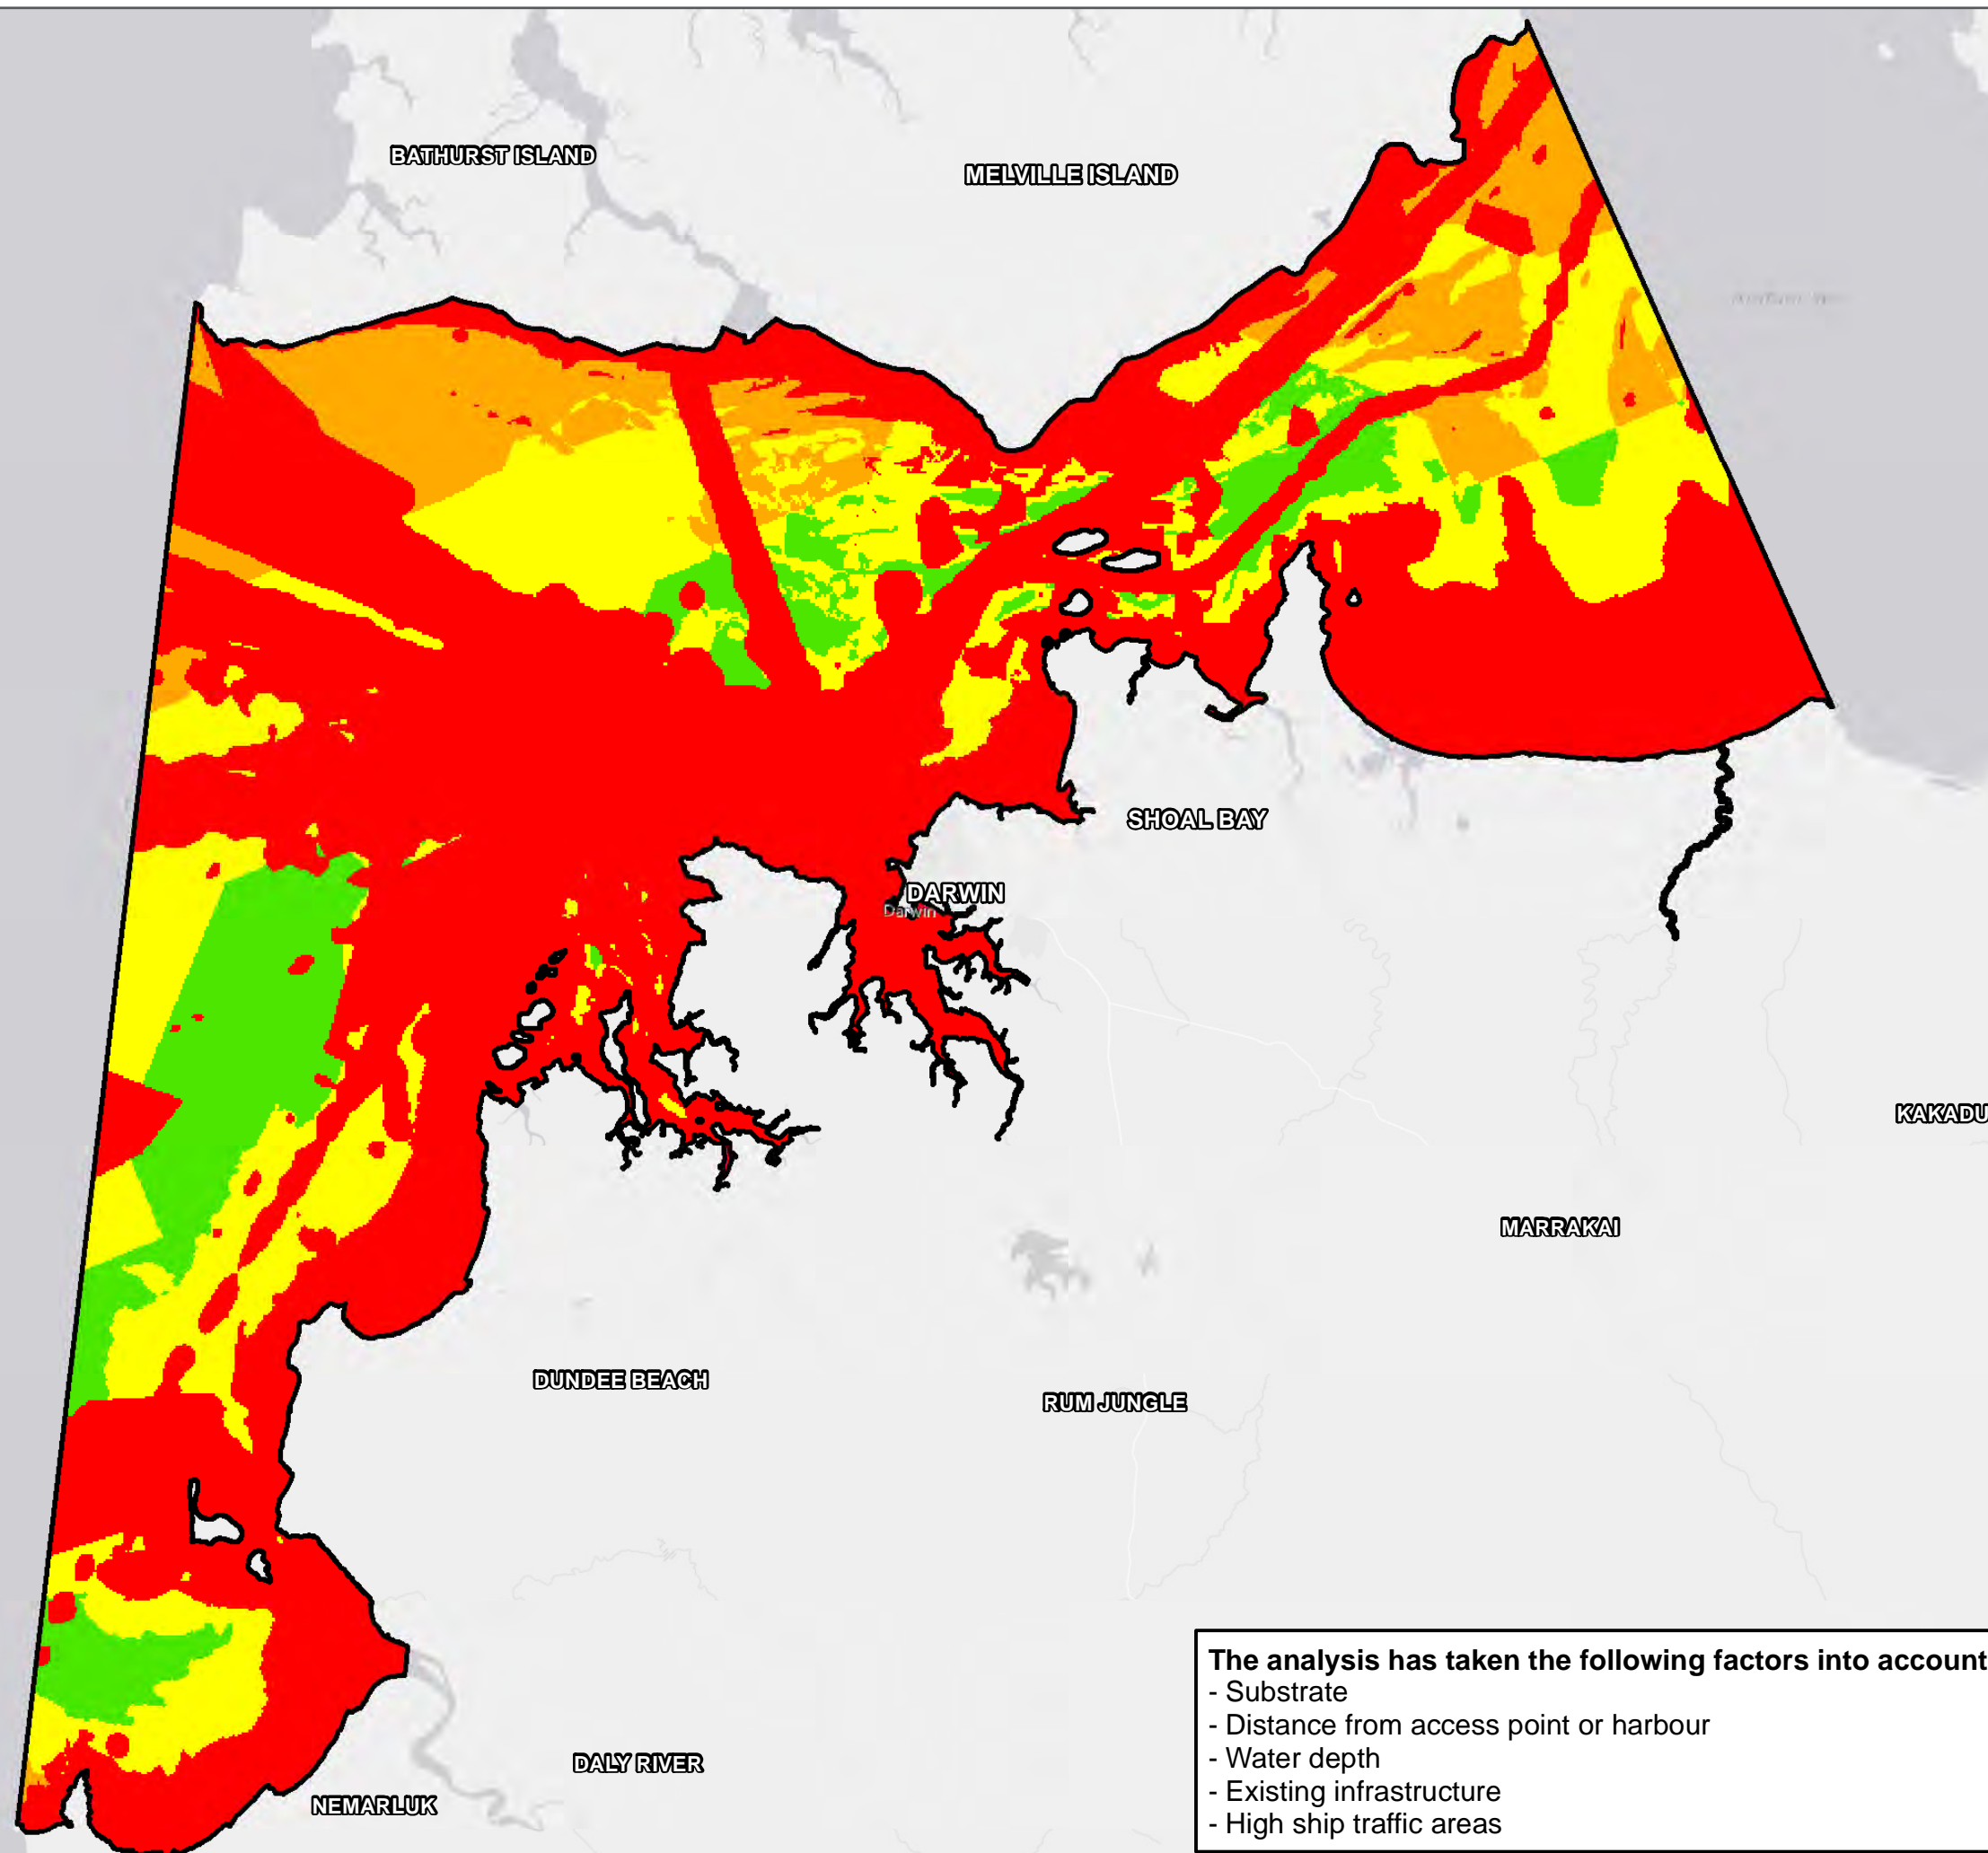 BATHURST ISLAND
MELVILLE ISLAND
SHOAL BAY
DARWIN
Darwin
KAKADU
MARRAKAI
DUNDEE BEACH
RUM JUNGLE
DALY RIVER
NEMARLUK
The analysis has taken the following factors into account
- Substrate
- Distance from access point or harbour
- Water depth
- Existing infrastructure
- High ship traffic areas